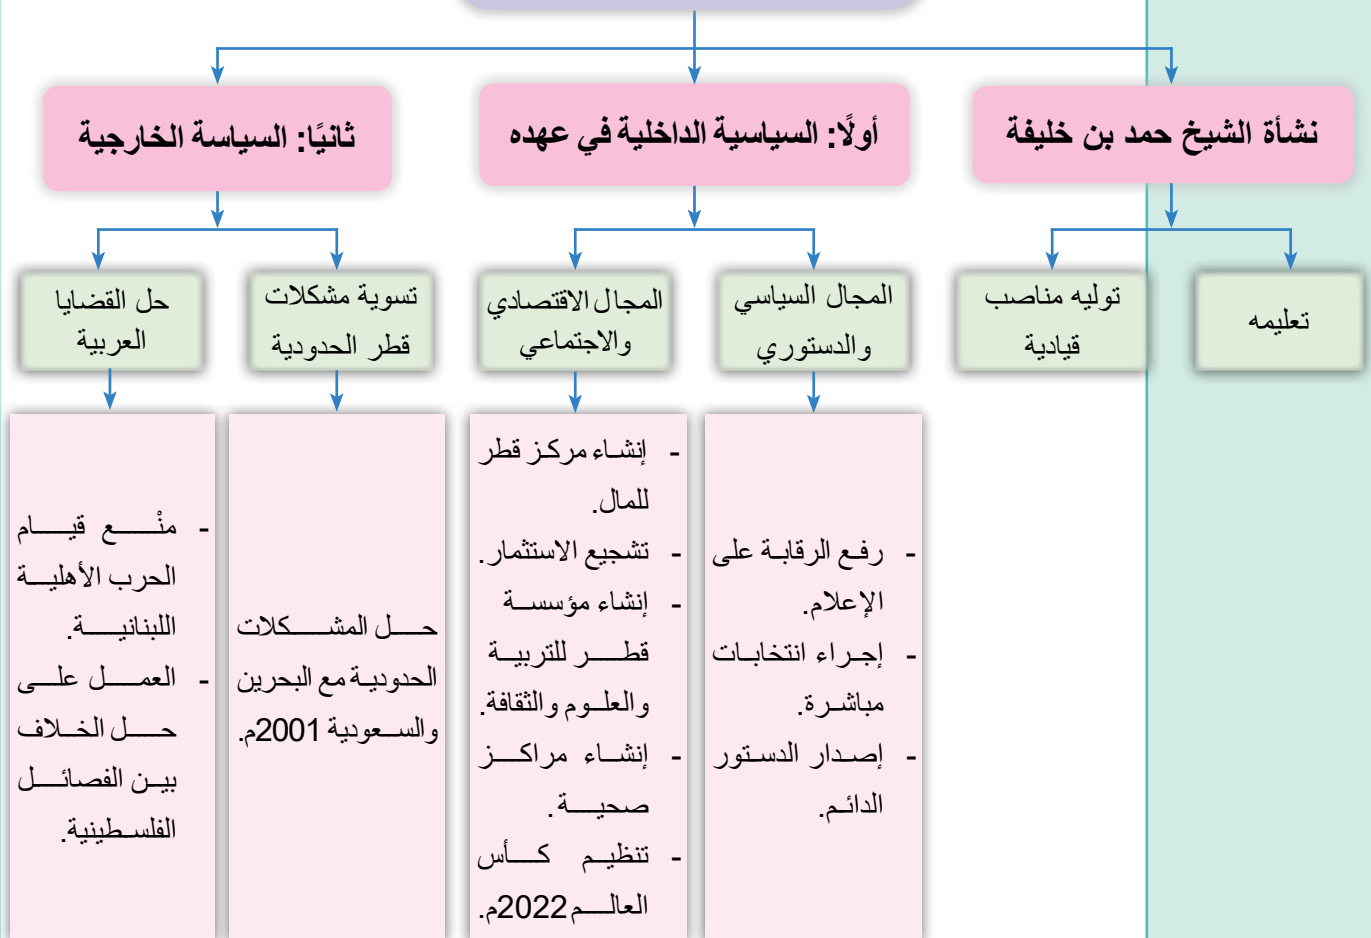 نشأة الشيخ حمد بن خليفة
أولًا: السياسية الداخلية في عهده
ثانيًا: السياسة الخارجية
تعليمه
توليه مناصب
قيادية
المجال السياسي
والدستوري
المجال الاقتصادي
والاجتماعي
تسوية مشكلات
قطر الحدودية
حل القضايا
العربية
- رفع الرقابة على
الإعلام.
- إجراء انتخابات
مباشرة.
- إصدار الدستور
الدائم.
- إنشاء مركز قطر
للمال.
- تشجيع الاستثمار.
- إنشاء مؤسسة
قطر للتربية
والعلوم والثقافة.
- إنشاء مراكز
صحية.
- تنظيم كأس
العالم 2022م.
حل المشكلات
الحدودية مع البحرين
والسعودية 2001م.
- منْع قيام
الحرب الأهلية
اللبنانية.
- العمل على
حل الخلاف
بين الفصائل
الفلسطينية.